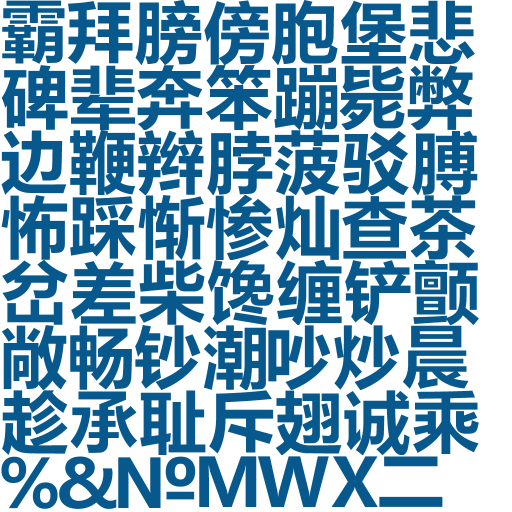 霸拜膀傍胞堡悲
碑辈奔笨蹦毙弊
边鞭辫脖菠驳膊
怖踩惭惨灿查茶
岔差柴馋缠铲颤
敞畅钞潮吵炒晨
趁承耻斥翅诚乘
%&№MWX二